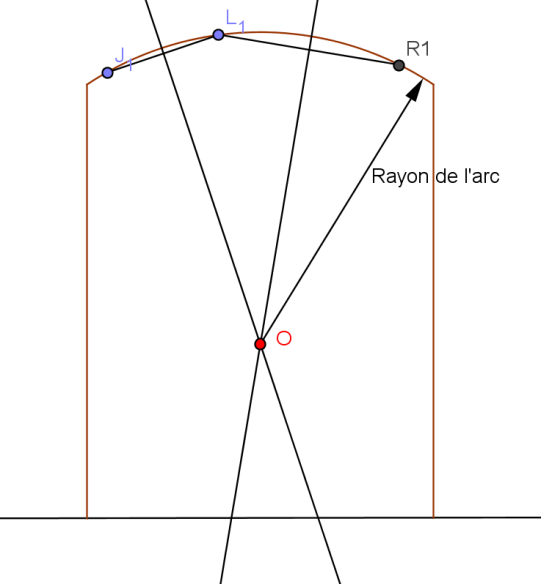 L₁
J₁
R1
Rayon de l'arc
O